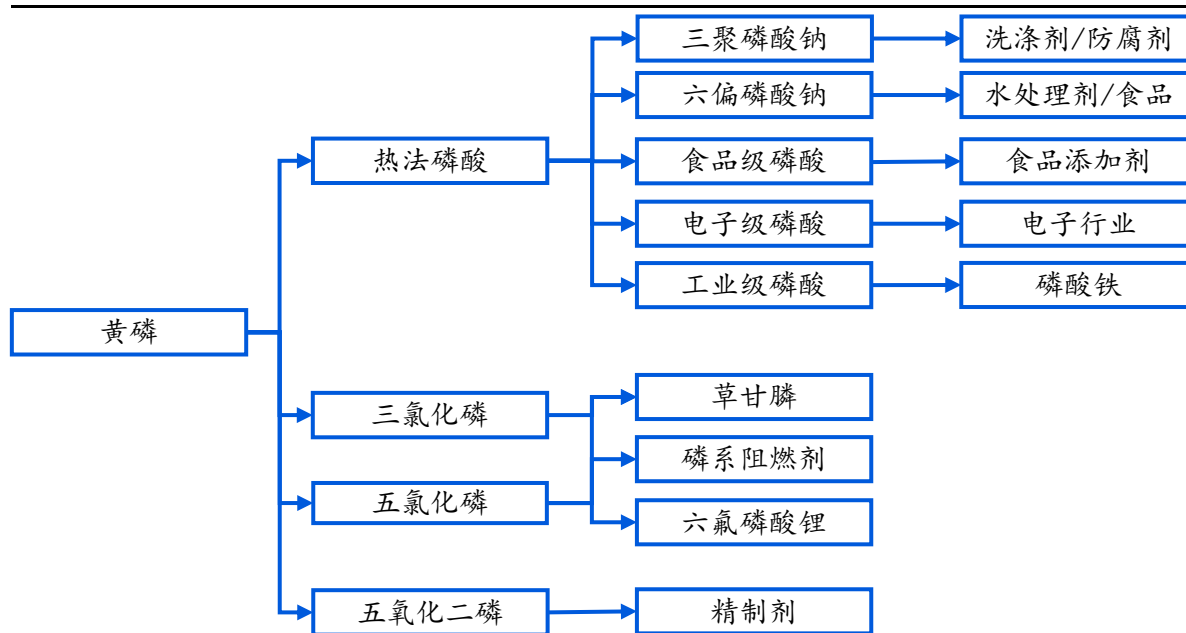 三聚磷酸钠
洗涤剂/防腐剂
六偏磷酸钠
水处理剂/食品
热法磷酸
食品级磷酸
食品添加剂
电子级磷酸
电子行业
工业级磷酸
磷酸铁
黄磷
三氯化磷
草甘膦
磷系阻燃剂
五氯化磷
六氟磷酸锂
五氧化二磷
精制剂